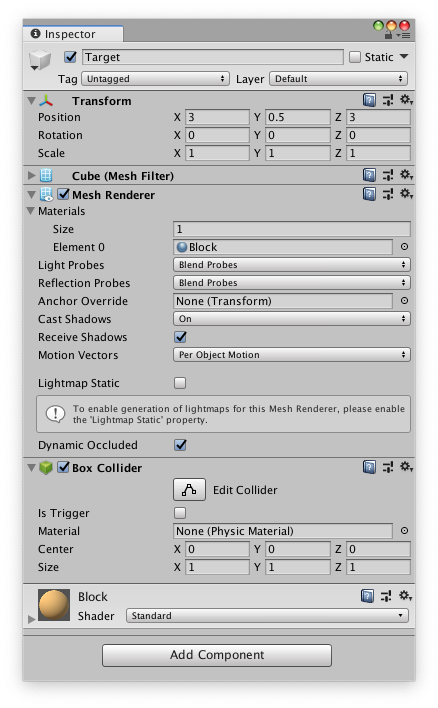 Inspector
Target Static
Tag Untagged Layer Default
Transform
Position X 3 Y 0.5 Z 3
Rotation X 0 Y 0 Z 0
Scale X 1 Y 1 Z 1
Cube (Mesh Filter)
Mesh Renderer
Materials
Size 1
Element 0 Block
Light Probes Blend Probes
Reflection Probes Blend Probes
Anchor Override None (Transform)
Cast Shadows On
Receive Shadows
Motion Vectors Per Object Motion
Lightmap Static
To enable generation of lightmaps for this Mesh Renderer, please enable
the 'Lightmap Static' property.
Dynamic Occluded
Box Collider
Edit Collider
Is Trigger
Material None (Physic Material)
Center X 0 Y 0 Z 0
Size X 1 Y 1 Z 1
Block
Shader Standard
Add Component